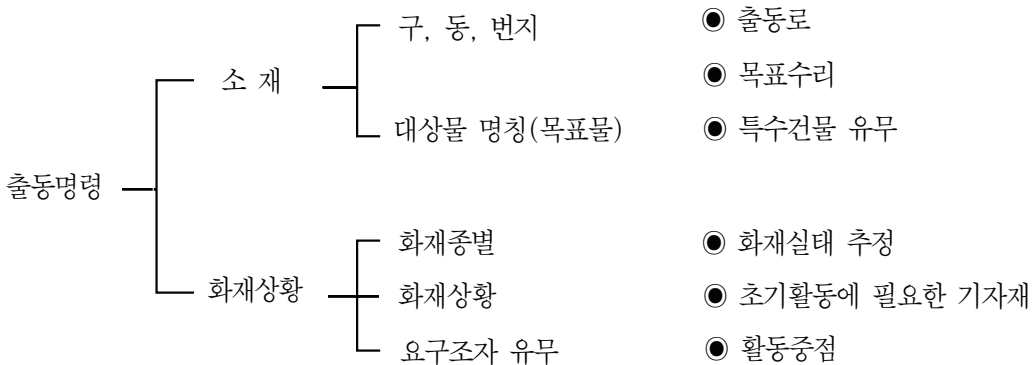 구, 동, 번지 ◉ 출동로
소 재 ◉ 목표수리
대상물 명칭(목표물) ◉ 특수건물 유무
출동명령
화재종별 ◉ 화재실태 추정
화재상황 화재상황 ◉ 초기활동에 필요한 기자재
요구조자 유무 ◉ 활동중점